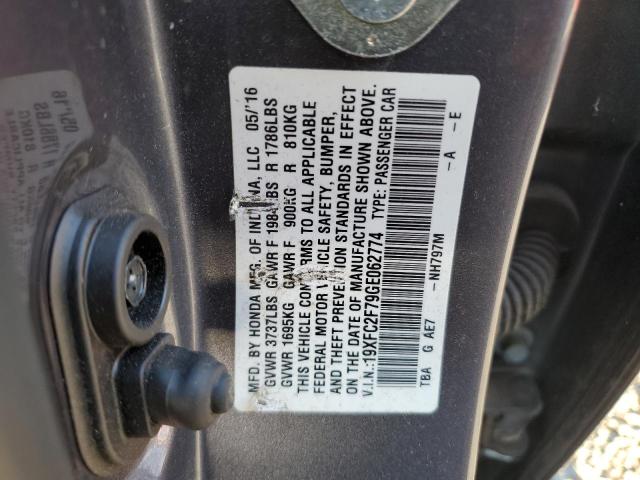 MFD. BY HONDA MFG. OF INDIANA, LLC 05/'16
GVWR 3737LBS GAWR F 1984LBS R 1786LBS
GVWR 1695KG GAWR F 900KG R 810KG
THIS VEHICLE CONFORMS TO ALL APPLICABLE
FEDERAL MOTOR VEHICLE SAFETY, BUMPER,
AND THEFT PREVENTION STANDARDS IN EFFECT
ON THE DATE OF MANUFACTURE SHOWN ABOVE.
V.I.N.:19XFC2F79GE062774 TYPE: PASSENGER CAR
TBA G AE7 -NH797M -A -E